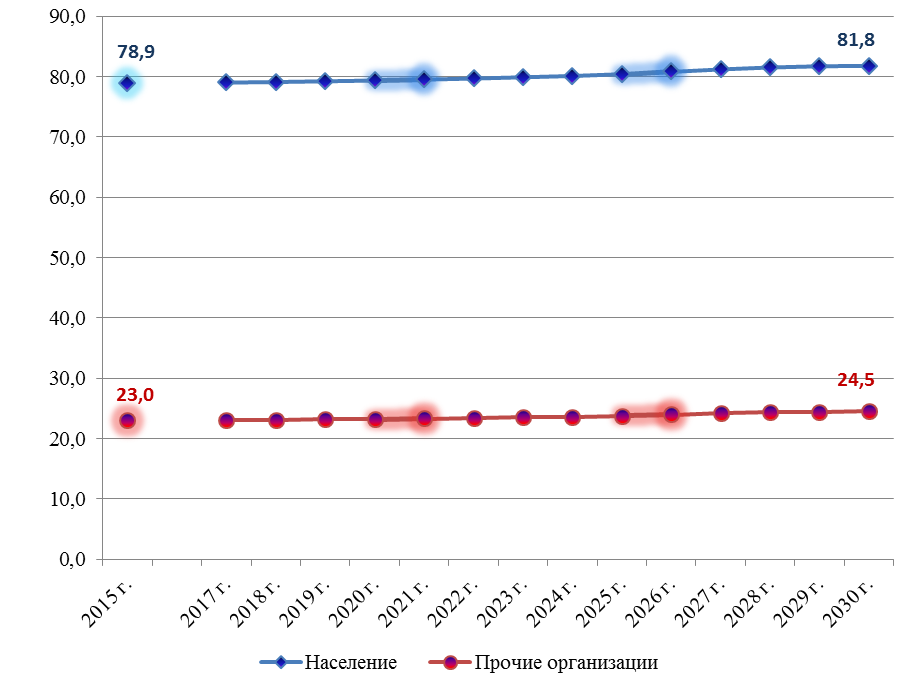 90,0
80,0
70,0
60,0
50,0
40,0
30,0
20,0
10,0
0,0
78,9
81,8
23,0
24,5
2015 г.
2017 г.
2018 г.
2019 г.
2020 г.
2021 г.
2022 г.
2023 г.
2024 г.
2025 г.
2026 г.
2027 г.
2028 г.
2029 г.
2030 г.
Население
Прочие организации